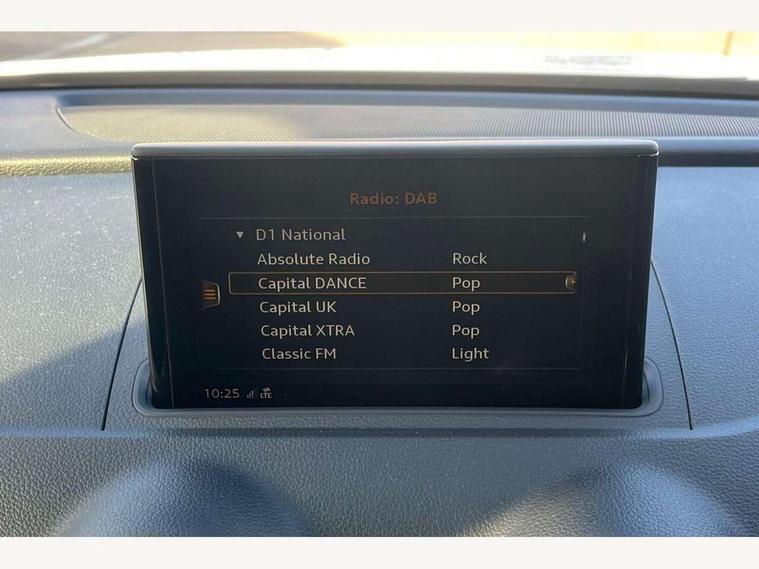 Radio: DAB
▼ D1 National
Absolute Radio Rock
Capital DANCE Pop
Capital UK Pop
Capital XTRA Pop
Classic FM Light
10:25 LTE